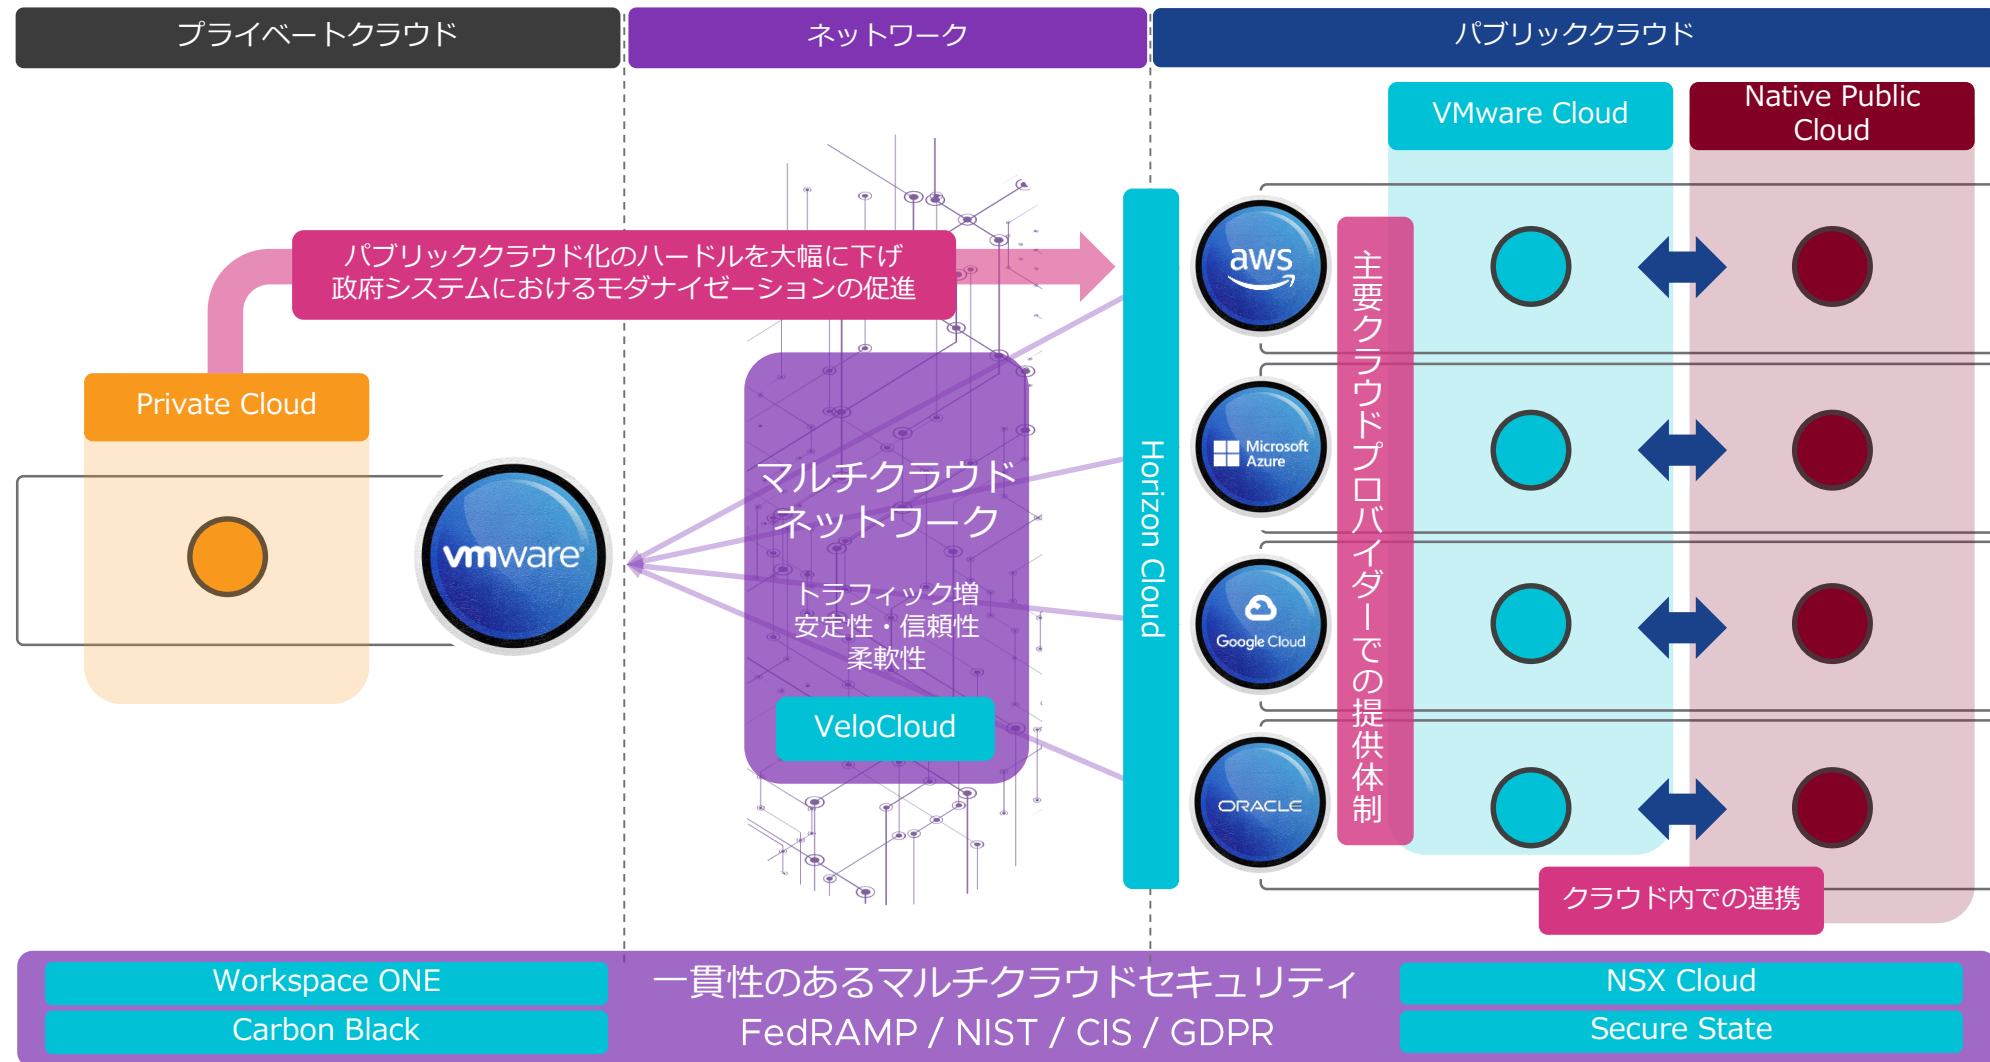 プライベートクラウド
ネットワーク
パブリッククラウド
VMware Cloud
Native Public
Cloud
パブリッククラウド化のハードルを大幅に下げ
政府システムにおけるモダナイゼーションの促進
Private Cloud
vmware®
マルチクラウド
ネットワーク
トラフィック増
安定性・信頼性
柔軟性
VeloCloud
Horizon Cloud
aws
Microsoft
Azure
Google Cloud
ORACLE
主要クラウドプロバイダーでの提供体制
クラウド内での連携
Workspace ONE
Carbon Black
一貫性のあるマルチクラウドセキュリティ
FedRAMP / NIST / CIS / GDPR
NSX Cloud
Secure State